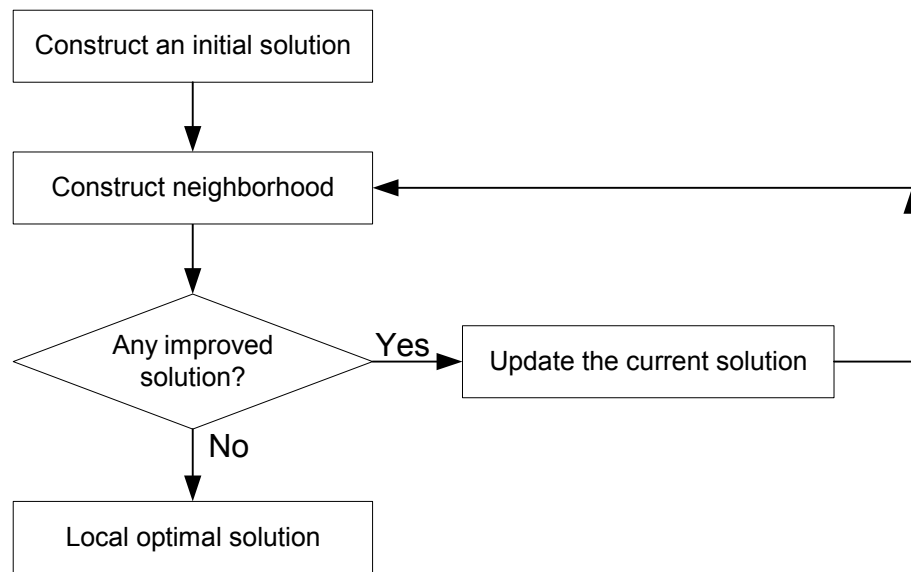 Construct an initial solution
Construct neighborhood
Any improved
solution?
Yes
Update the current solution
No
Local optimal solution